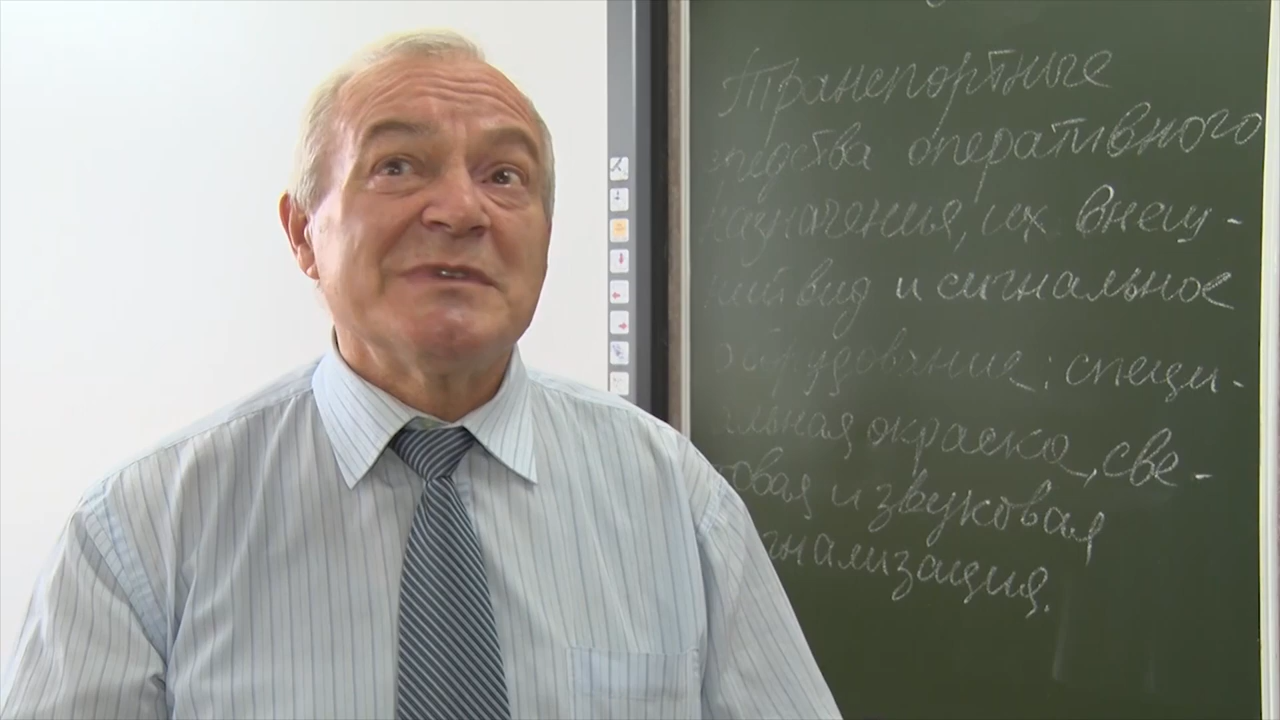 Транспортные
средства оперативного
назначения, их внеш-
ний вид и сигнальное
оборудование: специ-
альная окраска, све-
товая и звуковая
сигнализация.